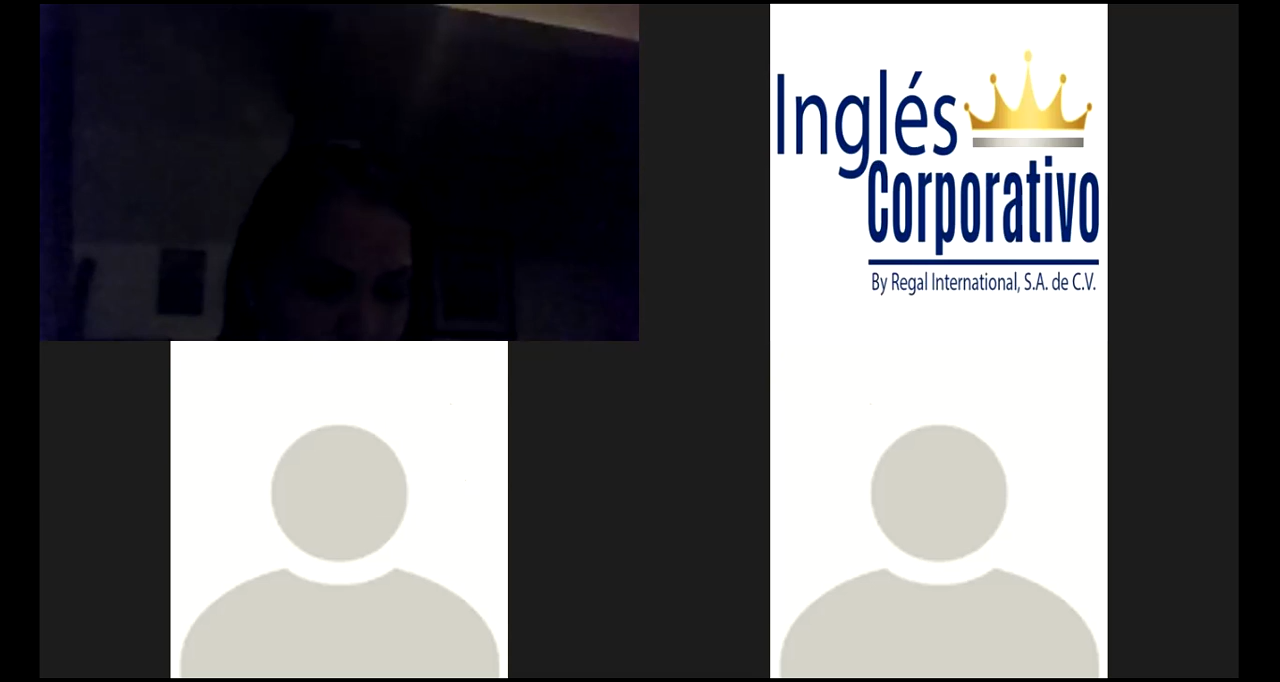 Inglés
Corporativo
By Regal International, S.A. de C.V.